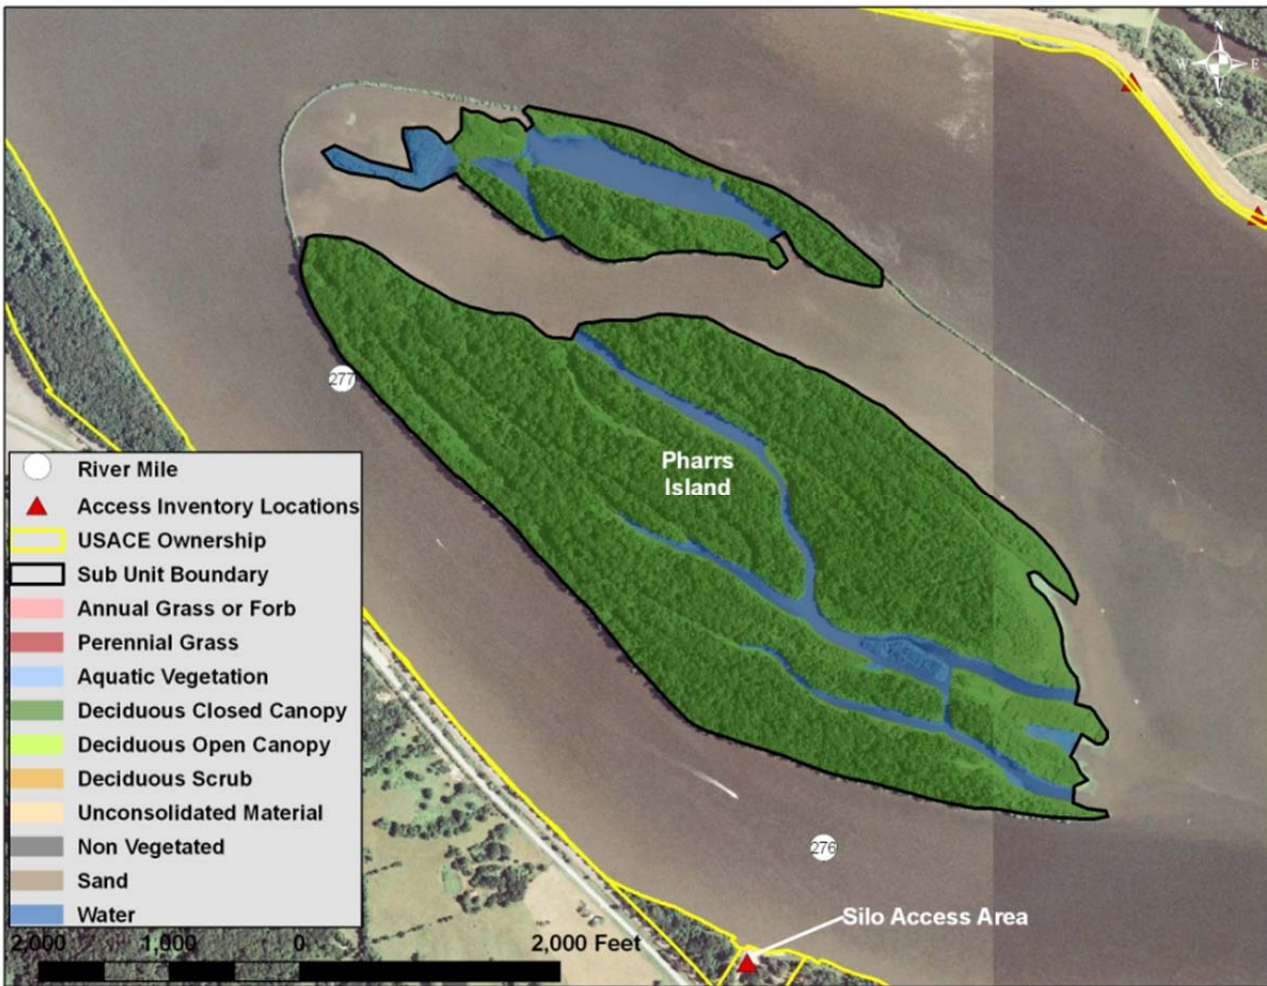 N
W E
S
277
Pharrs
Island
River Mile
Access Inventory Locations
USACE Ownership
Sub Unit Boundary
Annual Grass or Forb
Perennial Grass
Aquatic Vegetation
Deciduous Closed Canopy
Deciduous Open Canopy
Deciduous Scrub
Unconsolidated Material
Non Vegetated
Sand
Water
276
Silo Access Area
2,000 1,000 0 2,000 Feet